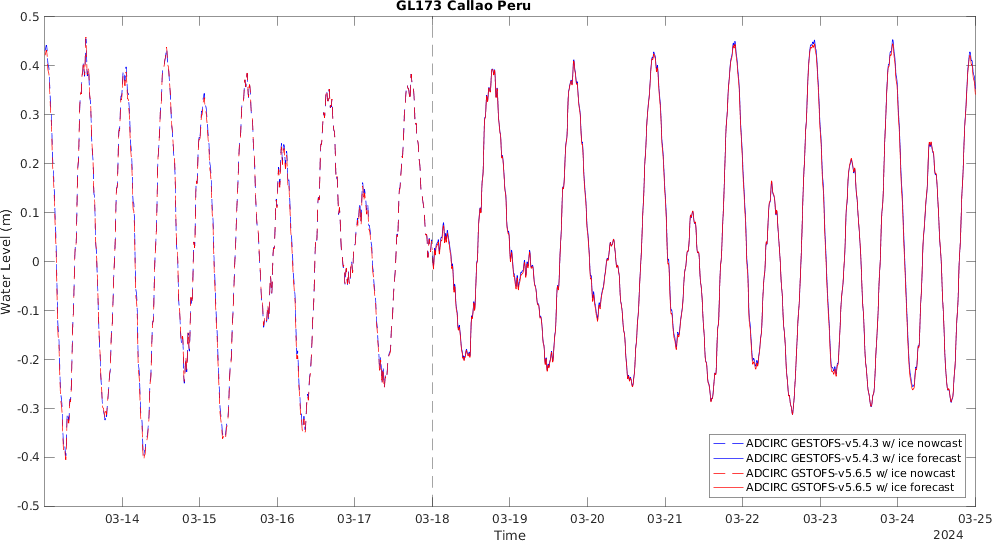 GL173 Callao Peru
0.5
0.4
0.3
0.2
0.1
0
-0.1
-0.2
-0.3
-0.4
-0.5
Water Level (m)
ADCIRC GESTOFS-v5.4.3 w/ ice nowcast
ADCIRC GESTOFS-v5.4.3 w/ ice forecast
ADCIRC GSTOFS-v5.6.5 w/ ice nowcast
ADCIRC GSTOFS-v5.6.5 w/ ice forecast
03-14 03-15 03-16 03-17 03-18 03-19 03-20 03-21 03-22 03-23 03-24 03-25
Time
2024